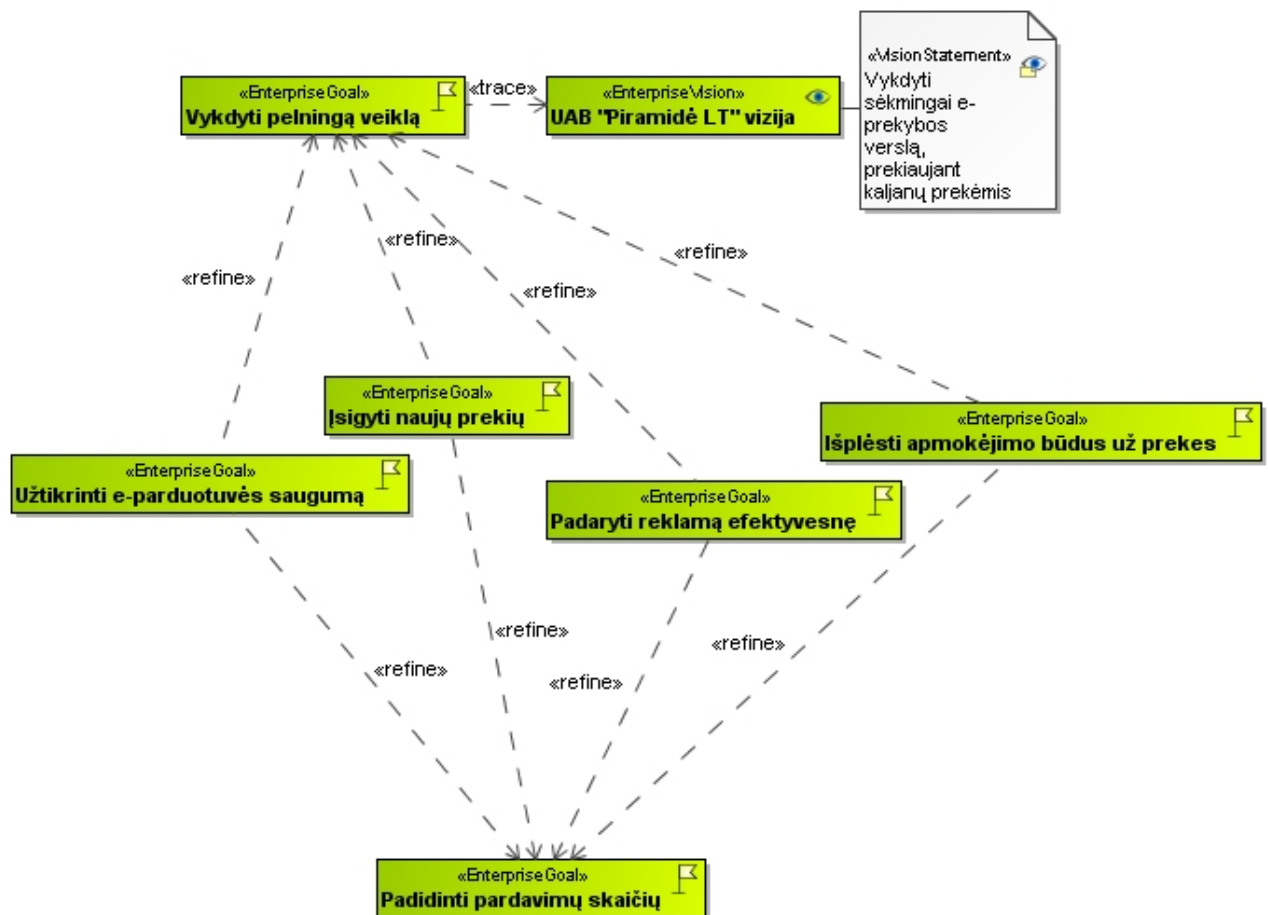 «EnterpriseGoal»
Vykdyti pelningą veiklą
«trace»
«EnterpriseVision»
UAB "Piramidė LT" vizija
«Vision Statement»
Vykdyti
sėkmingai e-
prekybos
verslą,
prekiaujant
kaljanų prekėmis
«refine»
«refine»
«refine»
«refine»
«EnterpriseGoal»
Įsigyti naujų prekių
«EnterpriseGoal»
Išplėsti apmokėjimo būdus už prekes
«EnterpriseGoal»
Užtikrinti e-parduotuvės saugumą
«EnterpriseGoal»
Padaryti reklamą efektyvesnę
«refine»
«refine»
«refine»
«refine»
«EnterpriseGoal»
Padidinti pardavimų skaičių